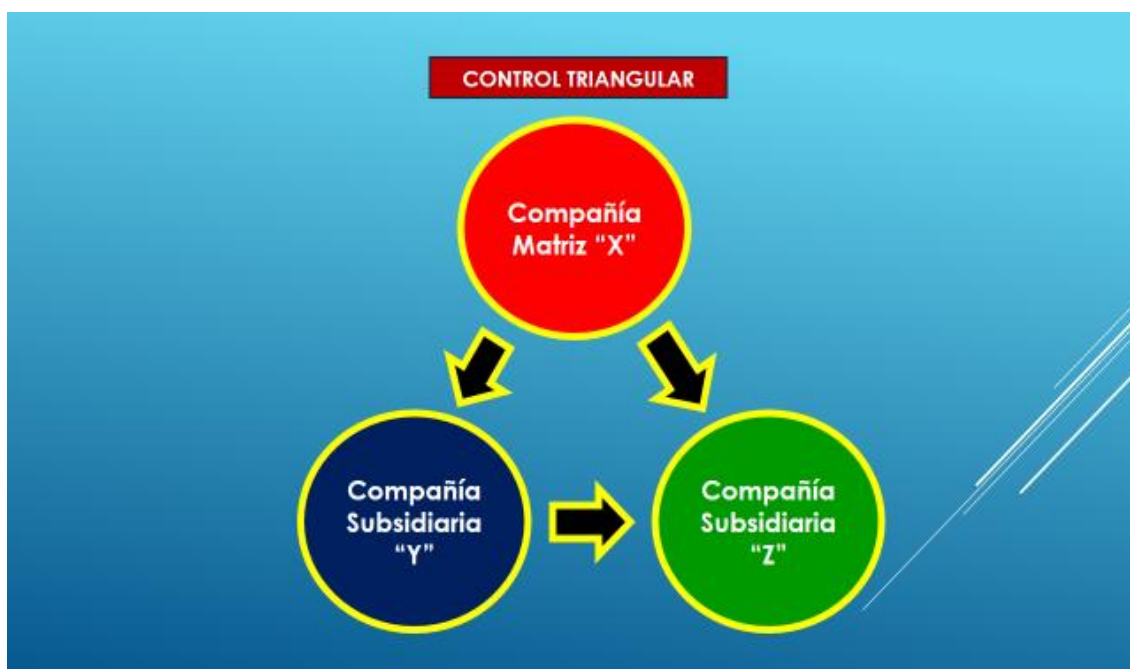 CONTROL TRIANGULAR
Compañía
Matriz “X”
Compañía
Subsidiaria
“Y”
Compañía
Subsidiaria
“Z”